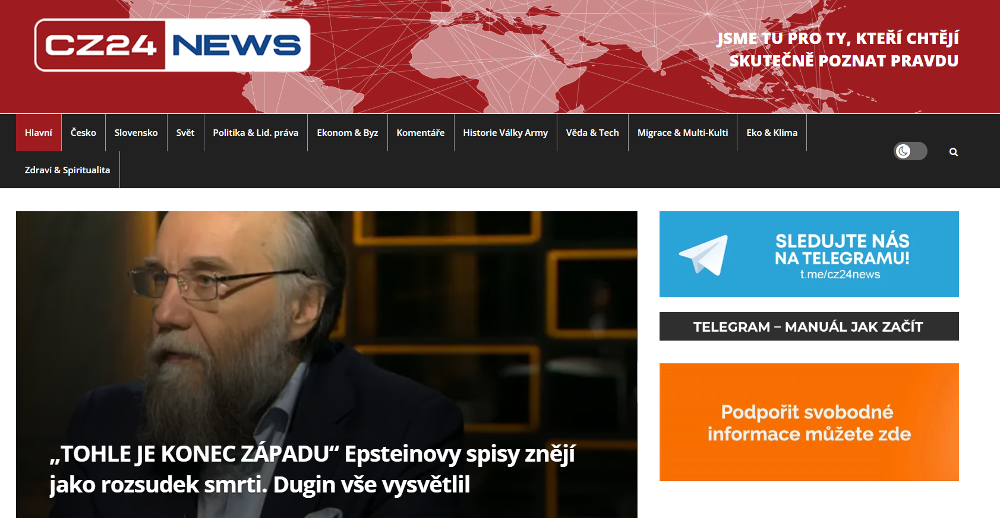 CZ24 NEWS
JSME TU PRO TY, KTEŘÍ CHTĚJÍ
SKUTEČNĚ POZNAT PRAVDU
Hlavní
Česko
Slovensko
Svět
Politika & Lid. práva
Ekonom & Byz
Komentáře
Historie Války Army
Věda & Tech
Migrace & Multi-Kulti
Eko & Klima
Zdraví & Spiritualita
„TOHLE JE KONEC ZÁPADU“ Epsteinovy spisy znějí
jako rozsudek smrti. Dugin vše vysvětlil
SLEDUJTE NÁS
NA TELEGRAMU!
t.me/cz24news
TELEGRAM – MANUÁL JAK ZAČÍT
Podpořit svobodné
informace můžete zde